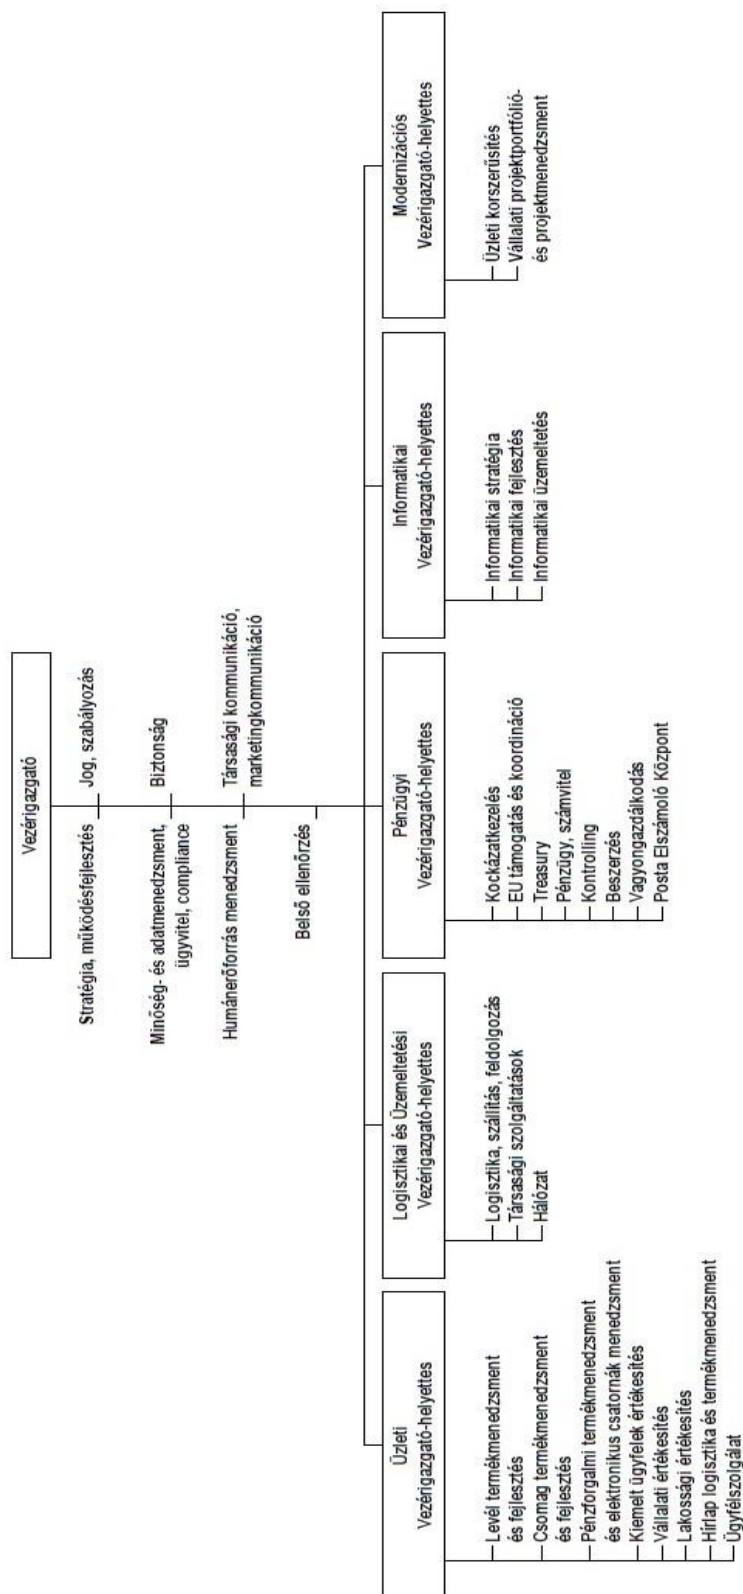 Vezérigazgató
Stratégia, működésfejlesztés
Jog, szabályozás
Minőség- és adatmenedzsment,
ügyvitel, compliance
Biztonság
Humánerőforrás menedzsment
Társasági kommunikáció,
marketingkommunikáció
Belső ellenőrzés
Üzleti
Vezérigazgató-helyettes
Levél termékmenedzsment
és fejlesztés
Csomag termékmenedzsment
és fejlesztés
Pénzforgalmi termékmenedzsment
és elektronikus csatornák menedzsment
Kiemelt ügyfelek értékesítés
Vállalati értékesítés
Lakossági értékesítés
Hírlap logisztika és termékmenedzsment
Ügyfélszolgálat
Logisztikai és Üzemeltetési
Vezérigazgató-helyettes
Logisztika, szállítás, feldolgozás
Társasági szolgáltatások
Hálózat
Pénzügyi
Vezérigazgató-helyettes
Kockázatkezelés
EU támogatás és koordináció
Treasury
Pénzügy, számvitel
Kontrolling
Beszerzés
Vagyongazdálkodás
Posta Elszámoló Központ
Informatikai
Vezérigazgató-helyettes
Informatikai stratégia
Informatikai fejlesztés
Informatikai üzemeltetés
Modernizációs
Vezérigazgató-helyettes
Üzleti korszerűsítés
Vállalati projektportfólió-
és projektmenedzsment